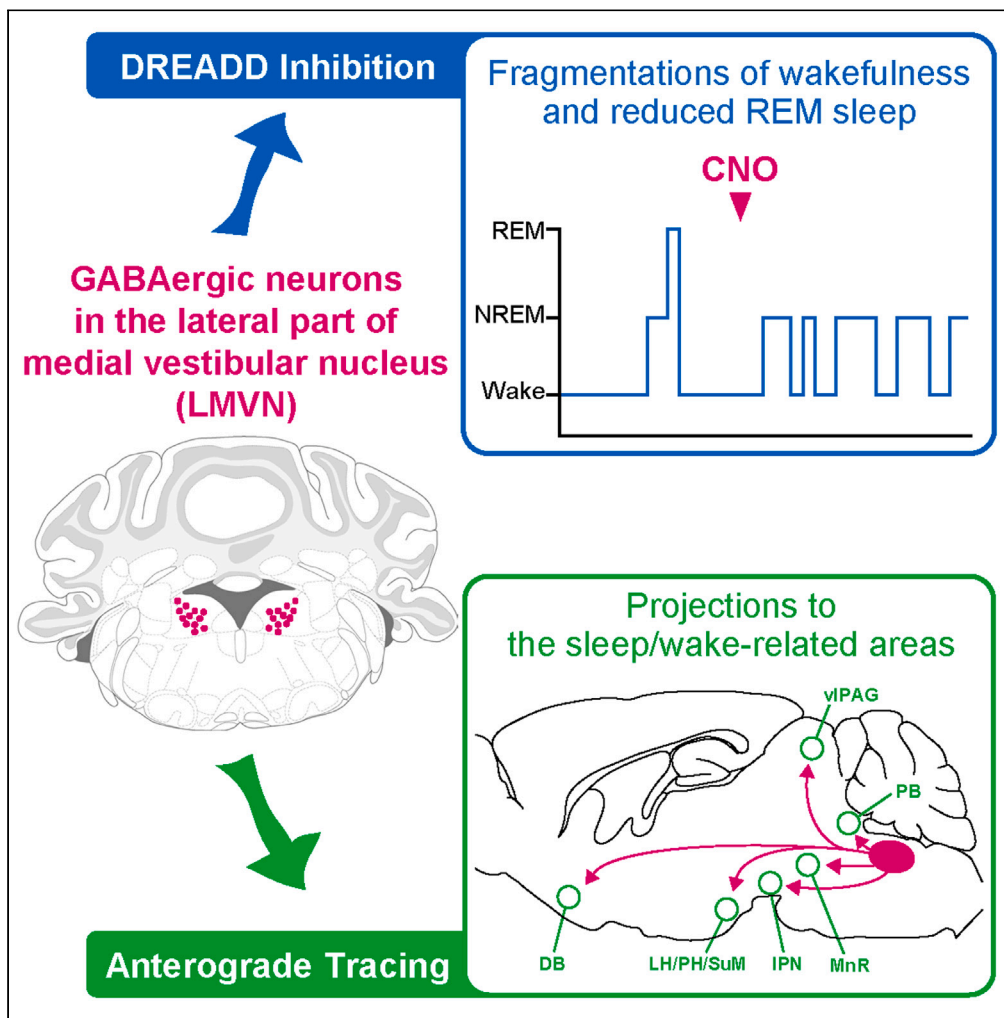 DREADD Inhibition
Fragmentations of wakefulness
and reduced REM sleep
CNO
REM
NREM
Wake
GABAergic neurons
in the lateral part of
medial vestibular nucleus
(LMVN)
Projections to
the sleep/wake-related areas
vlPAG
PB
DB
LH/PH/SuM
IPN
MnR
Anterograde Tracing